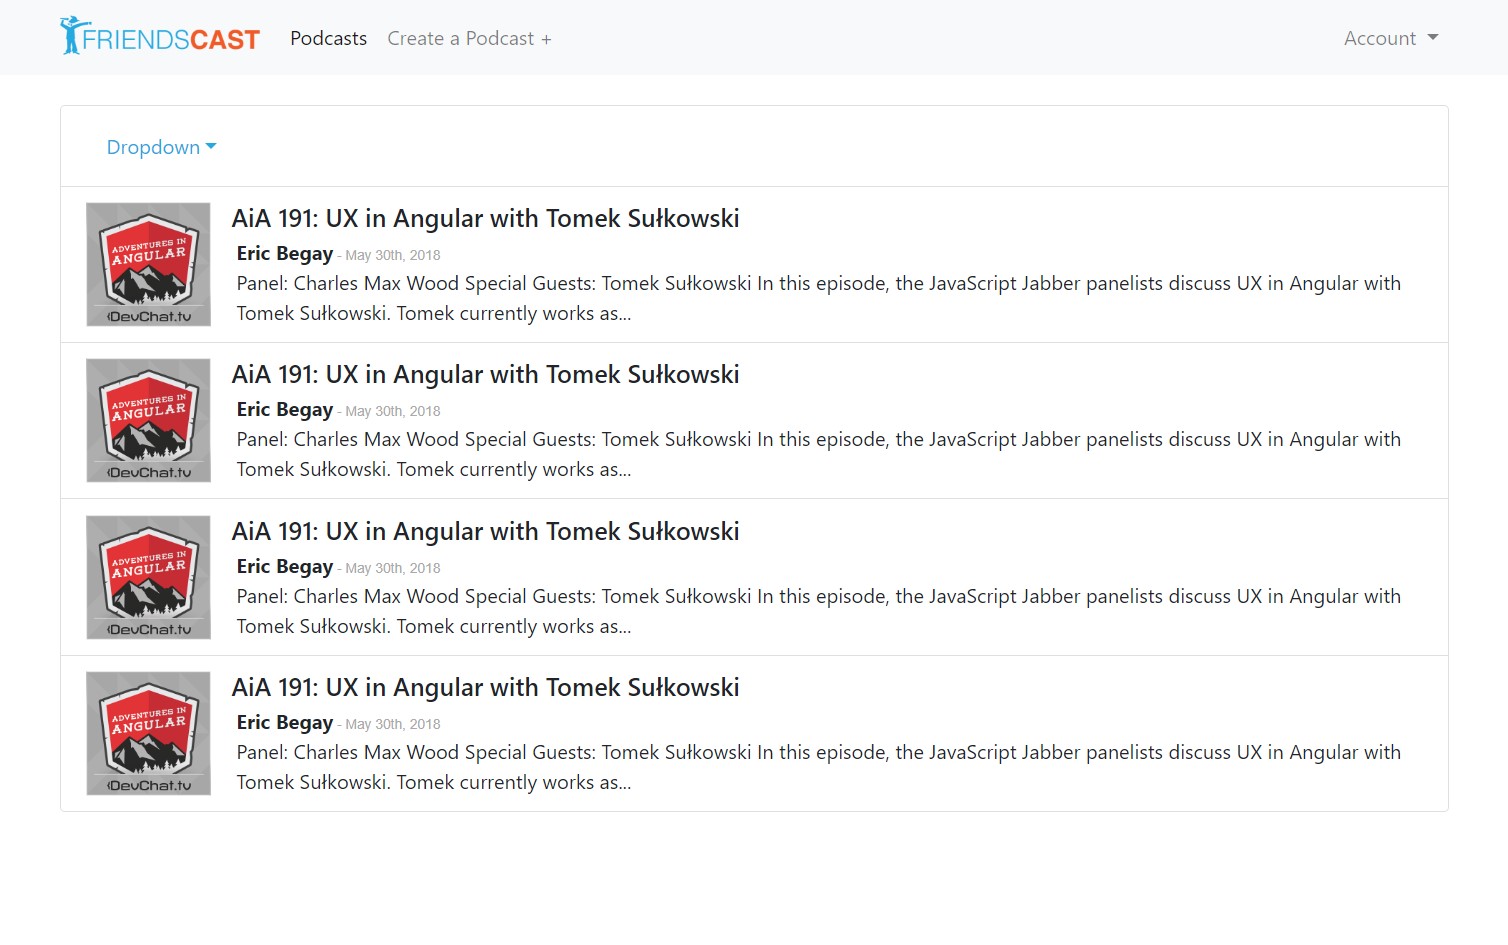 FRIENDSCAST Podcasts Create a Podcast + Account
Dropdown
ADVENTURES IN
ANGULAR
DevChat.tv
AiA 191: UX in Angular with Tomek Sułkowski
Eric Begay - May 30th, 2018
Panel: Charles Max Wood Special Guests: Tomek Sułkowski In this episode, the JavaScript Jabber panelists discuss UX in Angular with
Tomek Sułkowski. Tomek currently works as...
ADVENTURES IN
ANGULAR
DevChat.tv
AiA 191: UX in Angular with Tomek Sułkowski
Eric Begay - May 30th, 2018
Panel: Charles Max Wood Special Guests: Tomek Sułkowski In this episode, the JavaScript Jabber panelists discuss UX in Angular with
Tomek Sułkowski. Tomek currently works as...
ADVENTURES IN
ANGULAR
DevChat.tv
AiA 191: UX in Angular with Tomek Sułkowski
Eric Begay - May 30th, 2018
Panel: Charles Max Wood Special Guests: Tomek Sułkowski In this episode, the JavaScript Jabber panelists discuss UX in Angular with
Tomek Sułkowski. Tomek currently works as...
ADVENTURES IN
ANGULAR
DevChat.tv
AiA 191: UX in Angular with Tomek Sułkowski
Eric Begay - May 30th, 2018
Panel: Charles Max Wood Special Guests: Tomek Sułkowski In this episode, the JavaScript Jabber panelists discuss UX in Angular with
Tomek Sułkowski. Tomek currently works as...